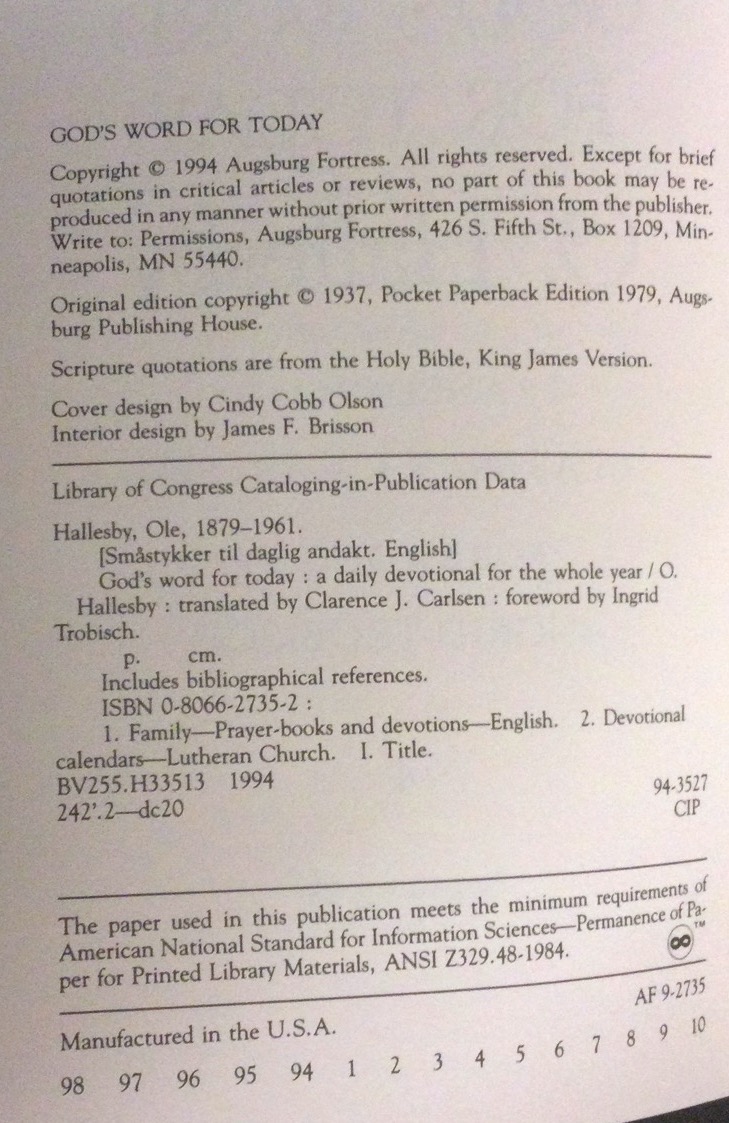 GOD'S WORD FOR TODAY
Copyright © 1994 Augsburg Fortress. All rights reserved. Except for brief
quotations in critical articles or reviews, no part of this book may be re-
produced in any manner without prior written permission from the publisher.
Write to: Permissions, Augsburg Fortress, 426 S. Fifth St., Box 1209, Min-
neapolis, MN 55440.
Original edition copyright © 1937, Pocket Paperback Edition 1979, Augs-
burg Publishing House.
Scripture quotations are from the Holy Bible, King James Version.
Cover design by Cindy Cobb Olson
Interior design by James F. Brisson
Library of Congress Cataloging-in-Publication Data
Hallesby, Ole, 1879–1961.
[Småstykker til daglig andakt. English]
God's word for today : a daily devotional for the whole year / O.
Hallesby : translated by Clarence J. Carlsen : foreword by Ingrid
Trobisch.
p. cm.
Includes bibliographical references.
ISBN 0-8066-2735-2 :
1. Family—Prayer-books and devotions—English. 2. Devotional
calendars—Lutheran Church. I. Title.
BV255.H33513 1994
242'.2—dc20
94-3527
CIP
The paper used in this publication meets the minimum requirements of
American National Standard for Information Sciences—Permanence of Pa-
per for Printed Library Materials, ANSI Z329.48-1984. ♾™
Manufactured in the U.S.A. AF 9-2735
98 97 96 95 94 1 2 3 4 5 6 7 8 9 10